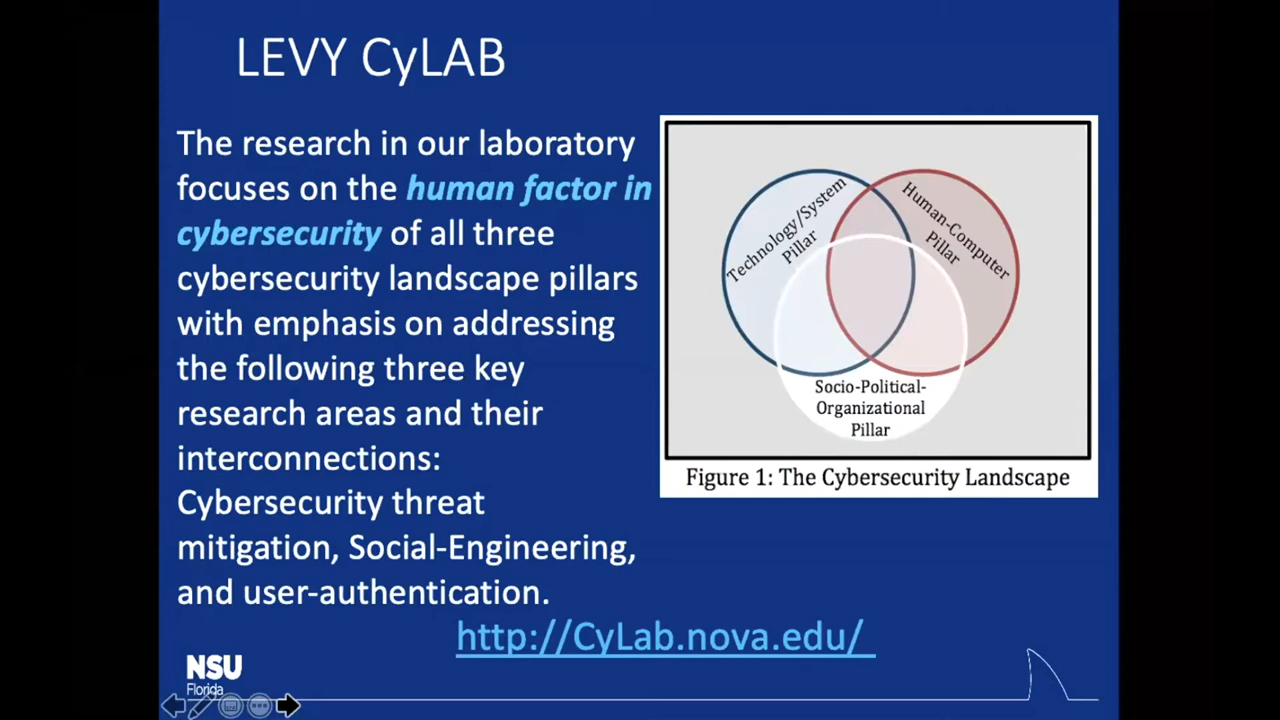 LEVY CyLAB
The research in our laboratory
focuses on the human factor in
cybersecurity of all three
cybersecurity landscape pillars
with emphasis on addressing
the following three key
research areas and their
interconnections:
Cybersecurity threat
mitigation, Social-Engineering,
and user-authentication.
Technology/System
Pillar
Human-Computer
Pillar
Socio-Political-
Organizational
Pillar
Figure 1: The Cybersecurity Landscape
http://CyLab.nova.edu/
NSU
Florida